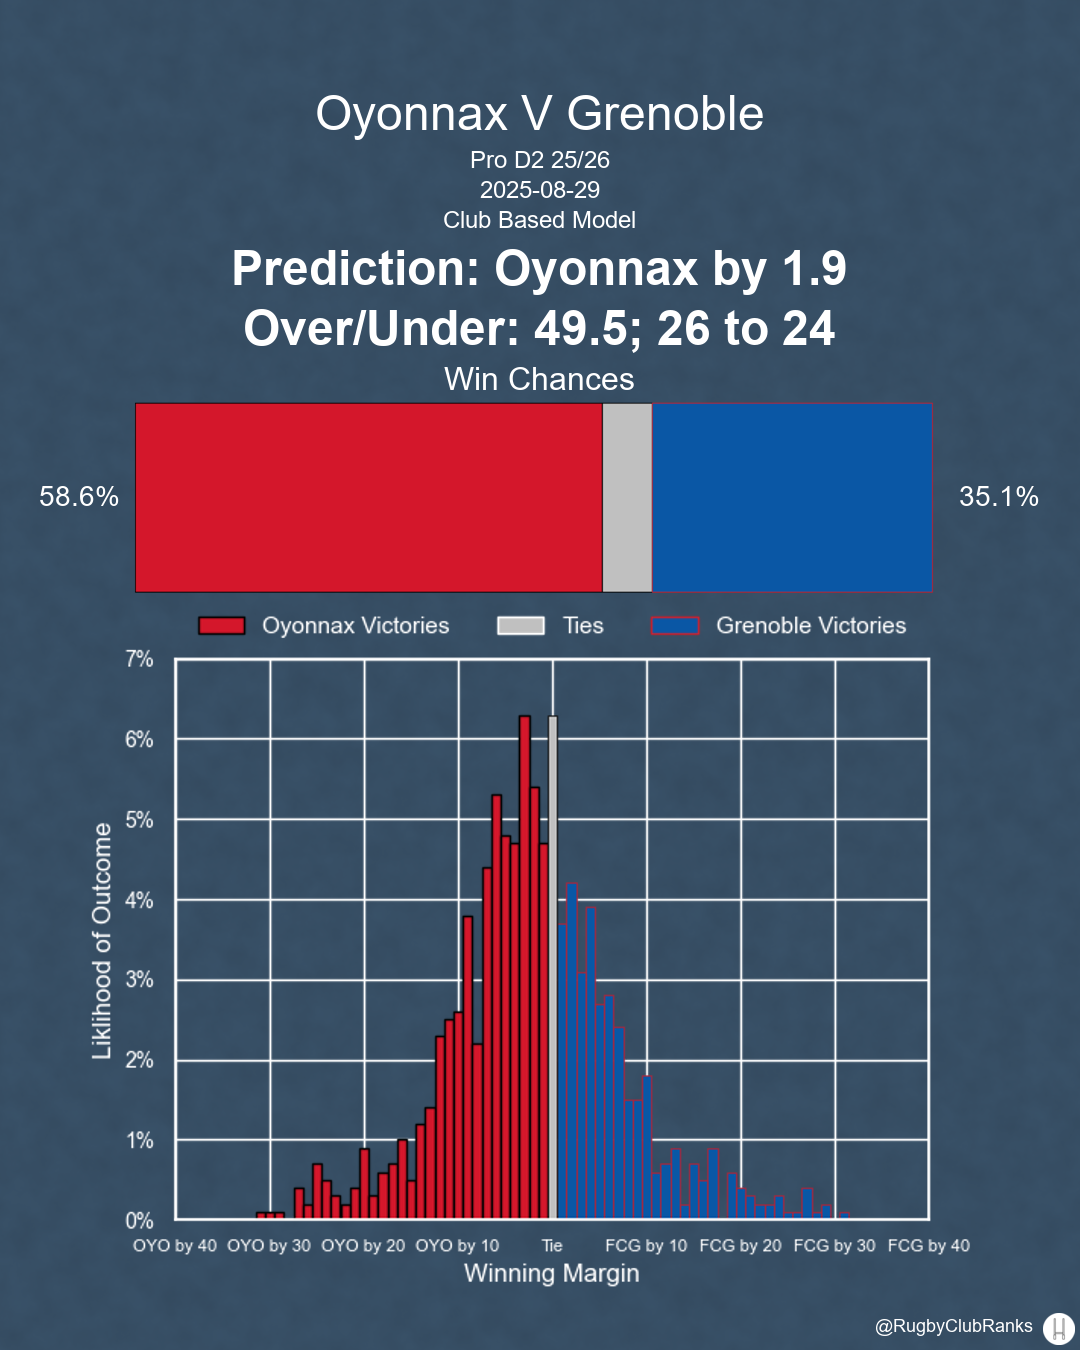 Oyonnax V Grenoble
Pro D2 25/26
2025-08-29
Club Based Model
Prediction: Oyonnax by 1.9
Over/Under: 49.5; 26 to 24
Win Chances
58.6%
35.1%
Oyonnax Victories
Ties
Grenoble Victories
7%
6%
5%
4%
3%
2%
1%
0%
Liklihood of Outcome
OYO by 40 OYO by 30 OYO by 20 OYO by 10 Tie FCG by 10 FCG by 20 FCG by 30 FCG by 40
Winning Margin
@RugbyClubRanks